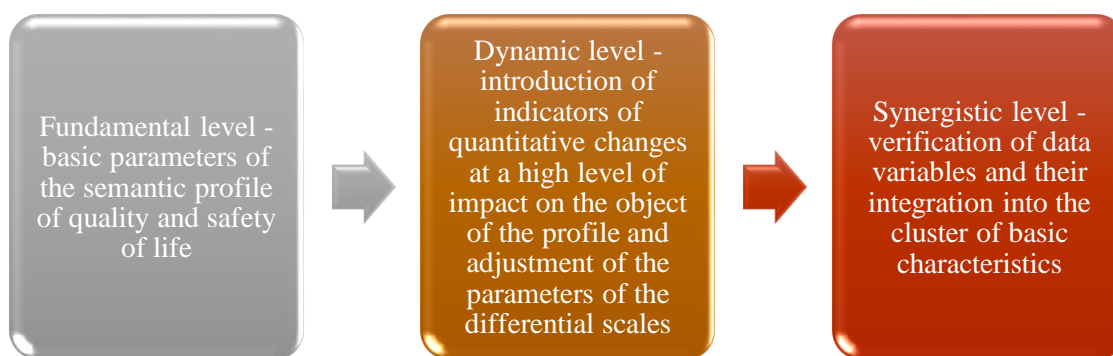 Fundamental level -
basic parameters of
the semantic profile
of quality and safety
of life
Dynamic level -
introduction of
indicators of
quantitative changes
at a high level of
impact on the object
of the profile and
adjustment of the
parameters of the
differential scales
Synergistic level -
verification of data
variables and their
integration into the
cluster of basic
characteristics